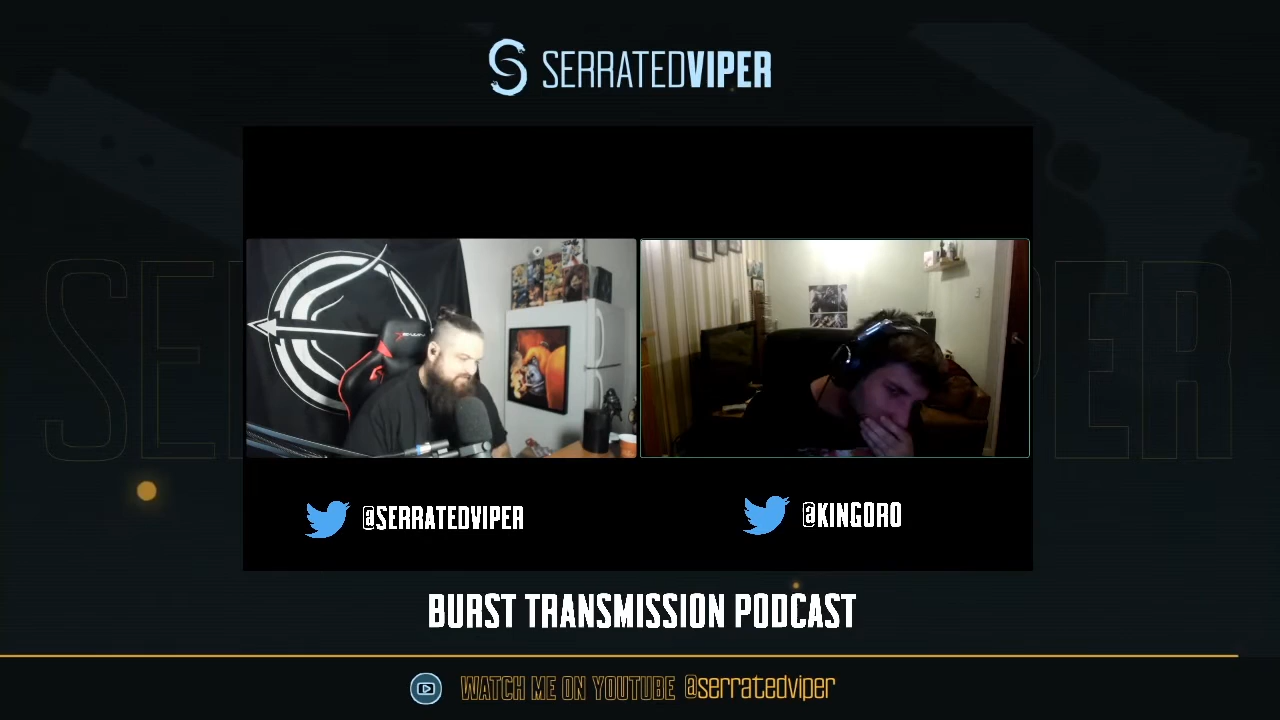 SERRATEDVIPER
@SERRATEDVIPER
@KINGORO
BURST TRANSMISSION PODCAST
WATCH ME ON YOUTUBE @serratedviper